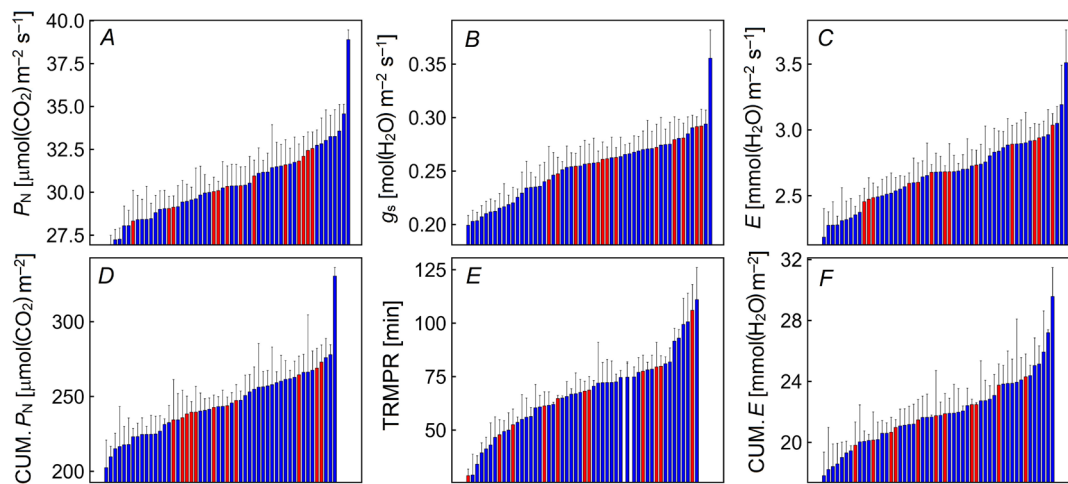 A
P_N [µmol(CO₂) m⁻² s⁻¹]
40.0
37.5
35.0
32.5
30.0
27.5
B
g_s [mol(H₂O) m⁻² s⁻¹]
0.35
0.30
0.25
0.20
C
E [mmol(H₂O) m⁻² s⁻¹]
3.5
3.0
2.5
D
CUM. P_N [µmol(CO₂) m⁻²]
300
250
200
E
TRMPR [min]
125
100
75
50
F
CUM. E [mmol(H₂O) m⁻²]
32
28
24
20